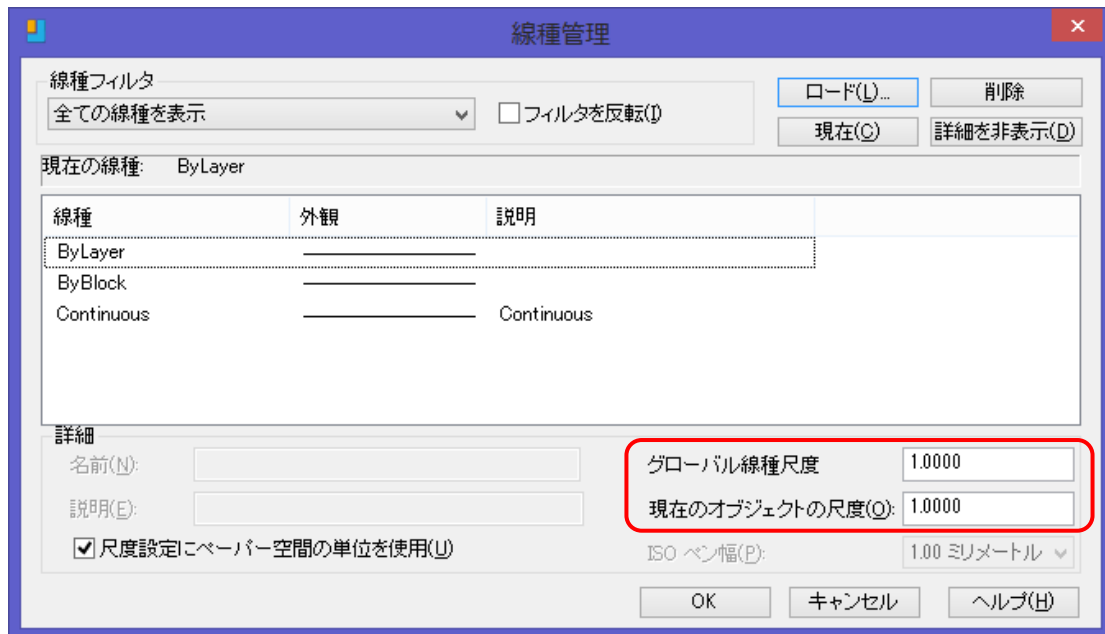 線種管理
線種フィルタ
全ての線種を表示
フィルタを反転(I)
ロード(L)...
削除
現在(C)
詳細を非表示(D)
現在の線種: ByLayer
線種 外観 説明
ByLayer
ByBlock
Continuous Continuous
詳細
名前(N):
グローバル線種尺度 1.0000
説明(E):
現在のオブジェクトの尺度(O): 1.0000
尺度設定にペーパー空間の単位を使用(U)
ISO ペン幅(P): 1.00 ミリメートル
OK キャンセル ヘルプ(H)